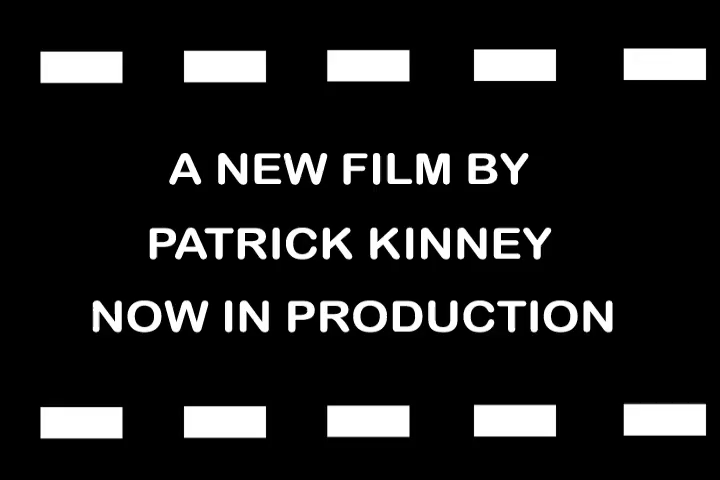 A NEW FILM BY
PATRICK KINNEY
NOW IN PRODUCTION